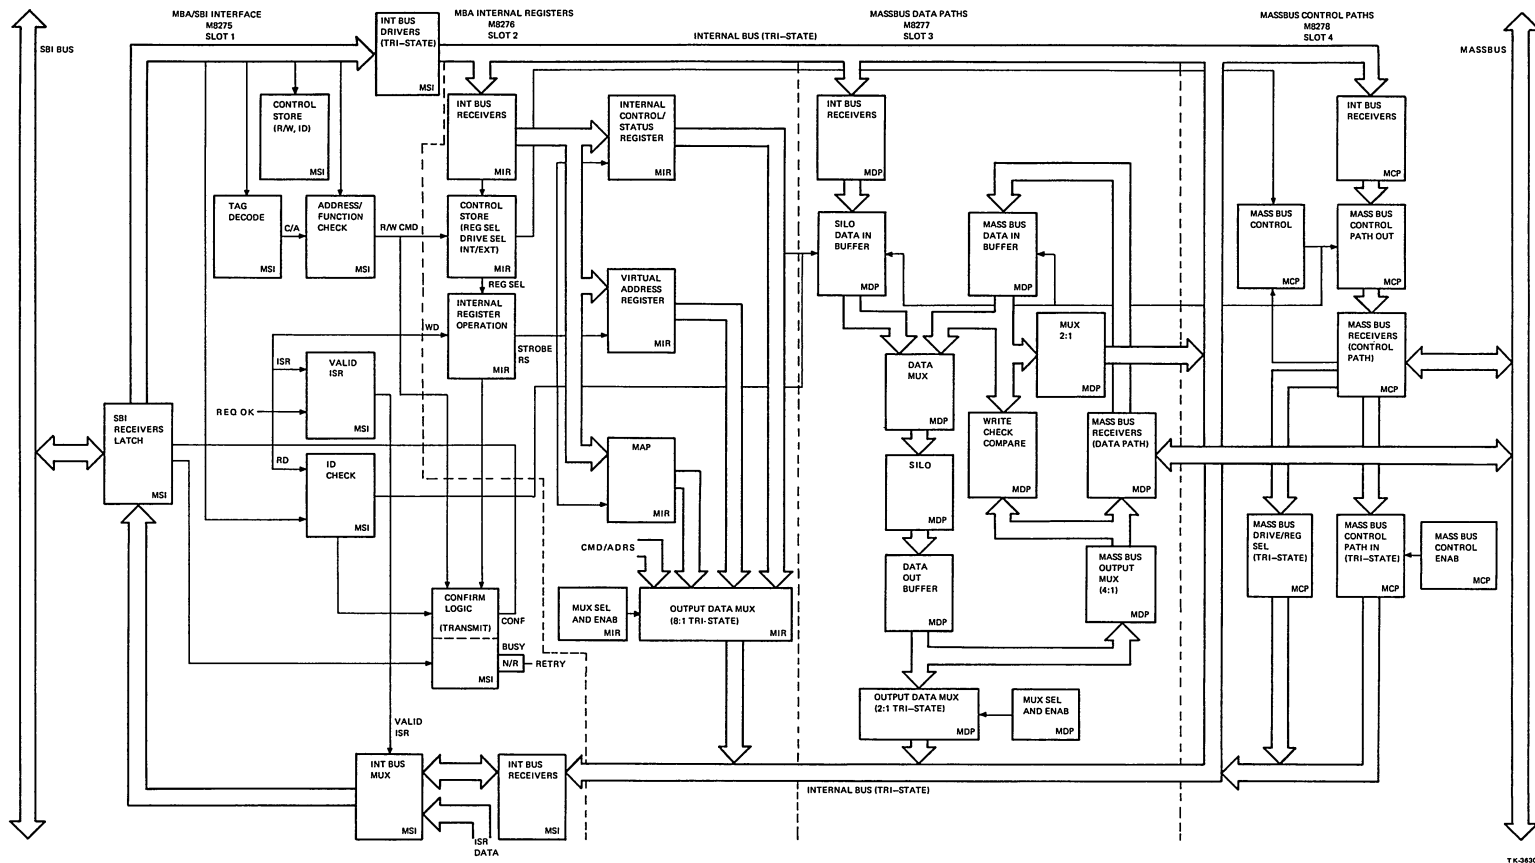 MBA/SBI INTERFACE
M8275
SLOT 1
INT BUS
DRIVERS
(TRI–STATE)
MSI
MBA INTERNAL REGISTERS
M8276
SLOT 2
INTERNAL BUS (TRI–STATE)
MASSBUS DATA PATHS
M8277
SLOT 3
MASSBUS CONTROL PATHS
M8278
SLOT 4
SBI BUS
MASSBUS
CONTROL
STORE
(R/W, ID)
MSI
INT BUS
RECEIVERS
MIR
INTERNAL
CONTROL/
STATUS
REGISTER
MIR
INT BUS
RECEIVERS
MDP
INT BUS
RECEIVERS
MCP
TAG
DECODE
MSI
C/A
ADDRESS/
FUNCTION
CHECK
MSI
R/W CMD
CONTROL
STORE
(REG SEL
DRIVE SEL
INT/EXT)
MIR
REG SEL
SILO
DATA IN
BUFFER
MDP
MASS BUS
DATA IN
BUFFER
MDP
MASS BUS
CONTROL
MCP
MASS BUS
CONTROL
PATH OUT
MCP
INTERNAL
REGISTER
OPERATION
MIR
WD
STROBE
RS
VIRTUAL
ADDRESS
REGISTER
MIR
MUX
2:1
MDP
MASS BUS
RECEIVERS
(CONTROL
PATH)
MCP
ISR
VALID
ISR
MSI
REQ OK
DATA
MUX
MDP
SBI
RECEIVERS
LATCH
MSI
RD
ID
CHECK
MSI
MAP
MIR
WRITE
CHECK
COMPARE
MDP
MASS BUS
RECEIVERS
(DATA PATH)
MDP
SILO
MDP
CMD/ADRS
DATA
OUT
BUFFER
MDP
MASS BUS
OUTPUT
MUX
(4:1)
MDP
MASS BUS
DRIVE/REG
SEL
(TRI–STATE)
MCP
MASS BUS
CONTROL
PATH IN
(TRI–STATE)
MCP
MASS BUS
CONTROL
ENAB
MCP
CONFIRM
LOGIC
(TRANSMIT)
MSI
CONF
BUSY
N/R
RETRY
MUX SEL
AND ENAB
MIR
OUTPUT DATA MUX
(8:1 TRI-STATE)
MIR
OUTPUT DATA MUX
(2:1 TRI–STATE)
MDP
MUX SEL
AND ENAB
MDP
VALID
ISR
INT BUS
MUX
MSI
INT BUS
RECEIVERS
MSI
ISR
DATA
INTERNAL BUS (TRI–STATE)
TK-3630